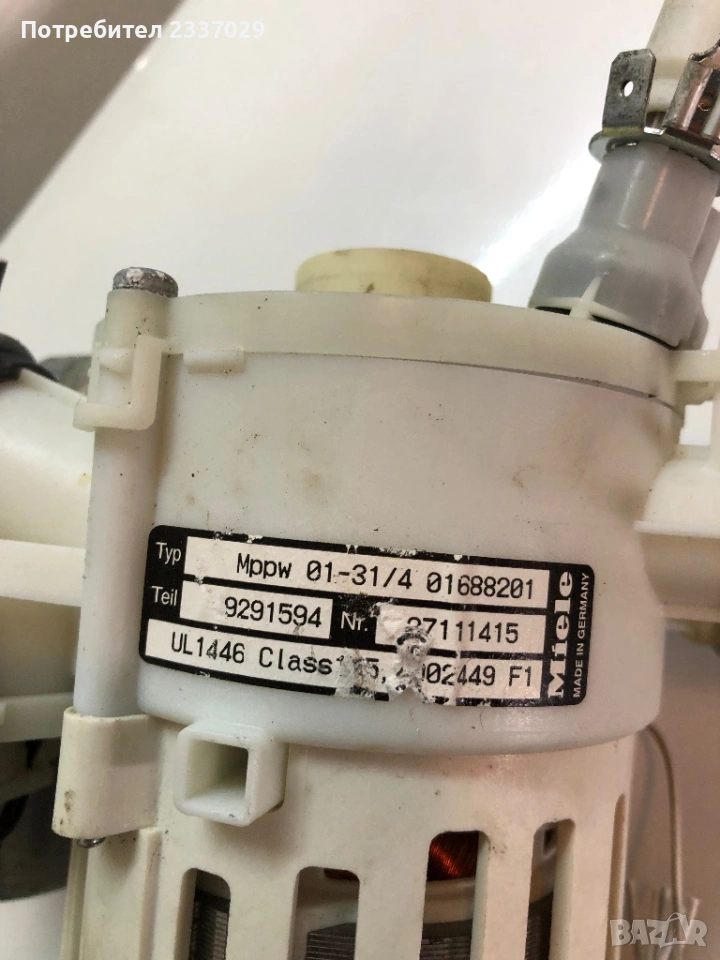 Потребител 2337029
Typ Mppw 01-31/4 01688201
Teil 9291594 Nr. 27111415
UL1446 Class
02449 F1
Miele
MADE IN GERMANY
BAZAR